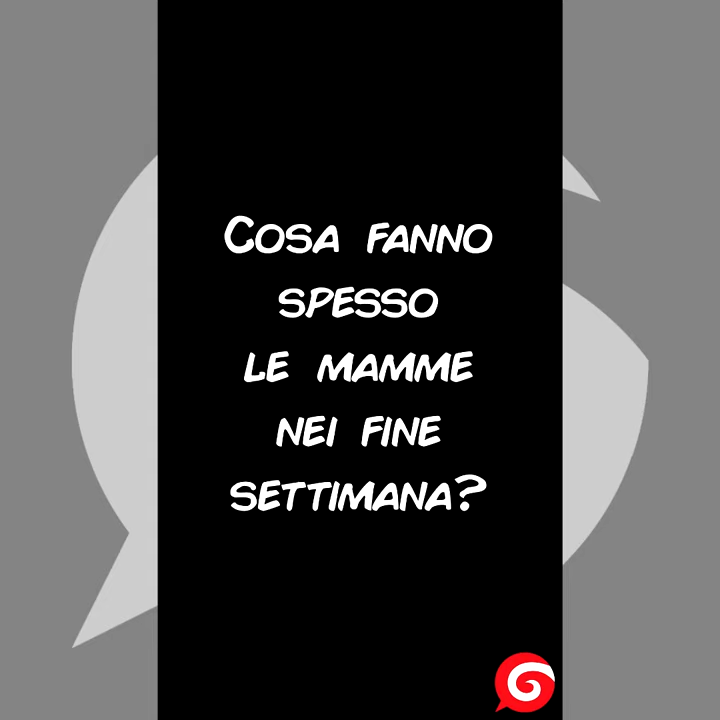 COSA FANNO
SPESSO
LE MAMME
NEI FINE
SETTIMANA?